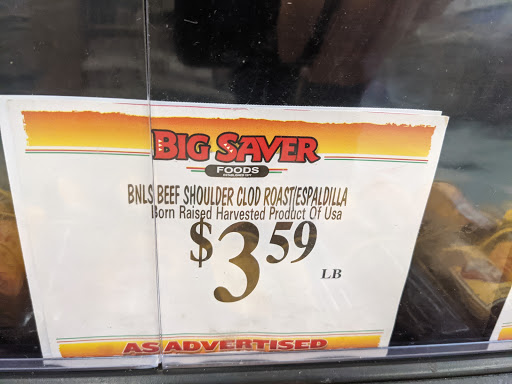 BIG SAVER
FOODS
BNLS BEEF SHOULDER CLOD ROAST/ESPALDILLA
Born Raised Harvested Product Of Usa
$3.59
LB
AS ADVERTISED